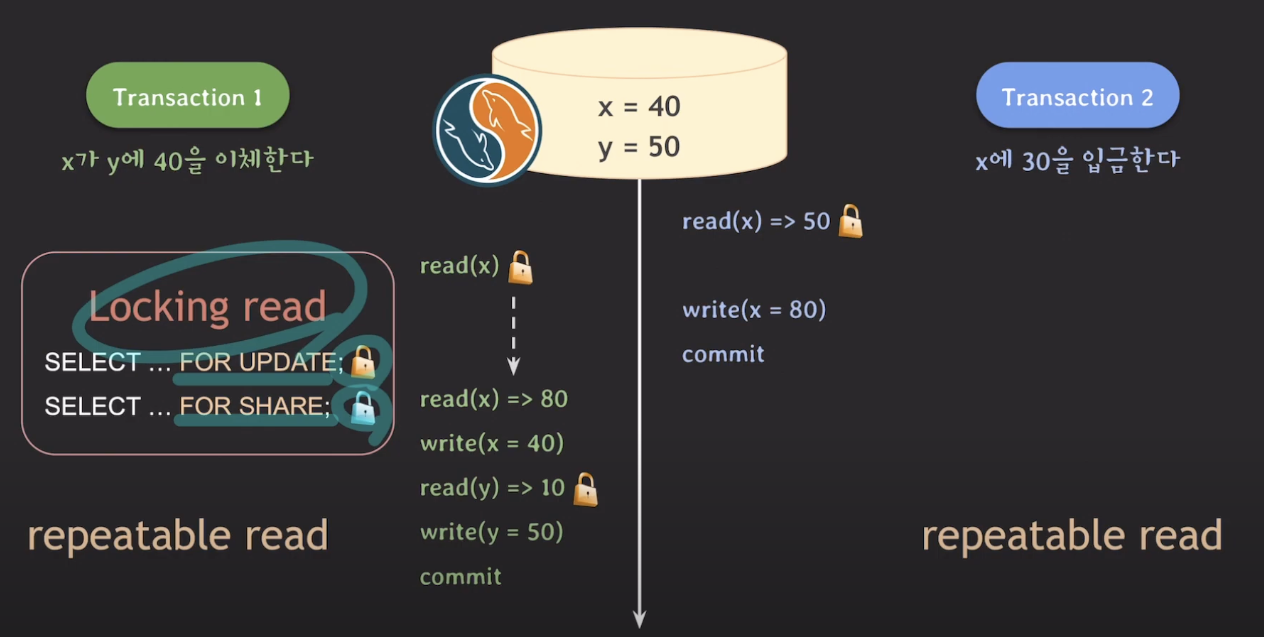 Transaction 1
x가 y에 40을 이체한다
x = 40
y = 50
Transaction 2
x에 30을 입금한다
read(x) => 50
read(x)
write(x = 80)
commit
Locking read
SELECT ... FOR UPDATE;
SELECT ... FOR SHARE;
read(x) => 80
write(x = 40)
read(y) => 10
write(y = 50)
commit
repeatable read
repeatable read